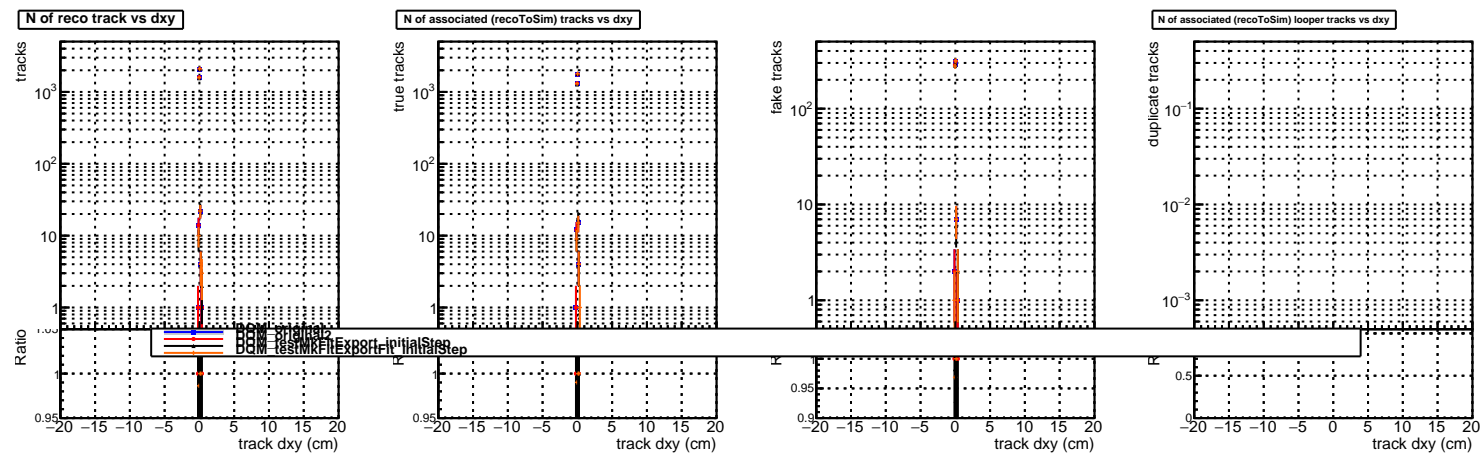 N of reco track vs dxy
N of associated (recoToSim) tracks vs dxy
N of associated (recoToSim) looper tracks vs dxy
tracks
10³
10²
10
1
Ratio
1
0.95
−20 −15 −10 −5 0 5 10 15 20
track dxy (cm)
true tracks
10³
10²
10
1
0.95
−20 −15 −10 −5 0 5 10 15 20
track dxy (cm)
fake tracks
10²
10
1
0.95
0.9
−20 −15 −10 −5 0 5 10 15 20
track dxy (cm)
duplicate tracks
10⁻¹
10⁻²
10⁻³
0.5
0
−20 −15 −10 −5 0 5 10 15 20
track dxy (cm)
DQM_testMkFitExport_initialStep
DQM_testMkFitExportFit_initialStep